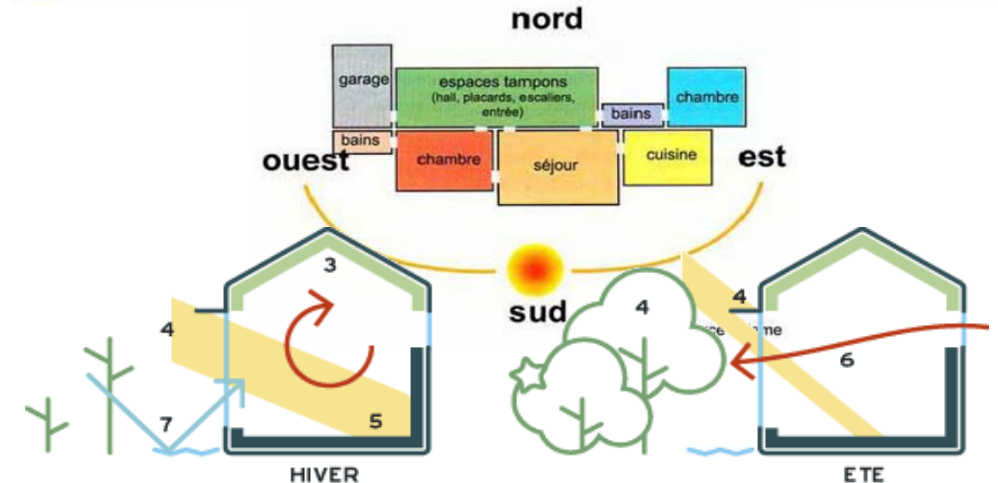 nord
garage
espaces tampons
(hall, placards, escaliers,
entrée)
chambre
bains
bains
chambre
séjour
cuisine
ouest
est
sud
3
4
5
7
HIVER
4
4
6
ETE